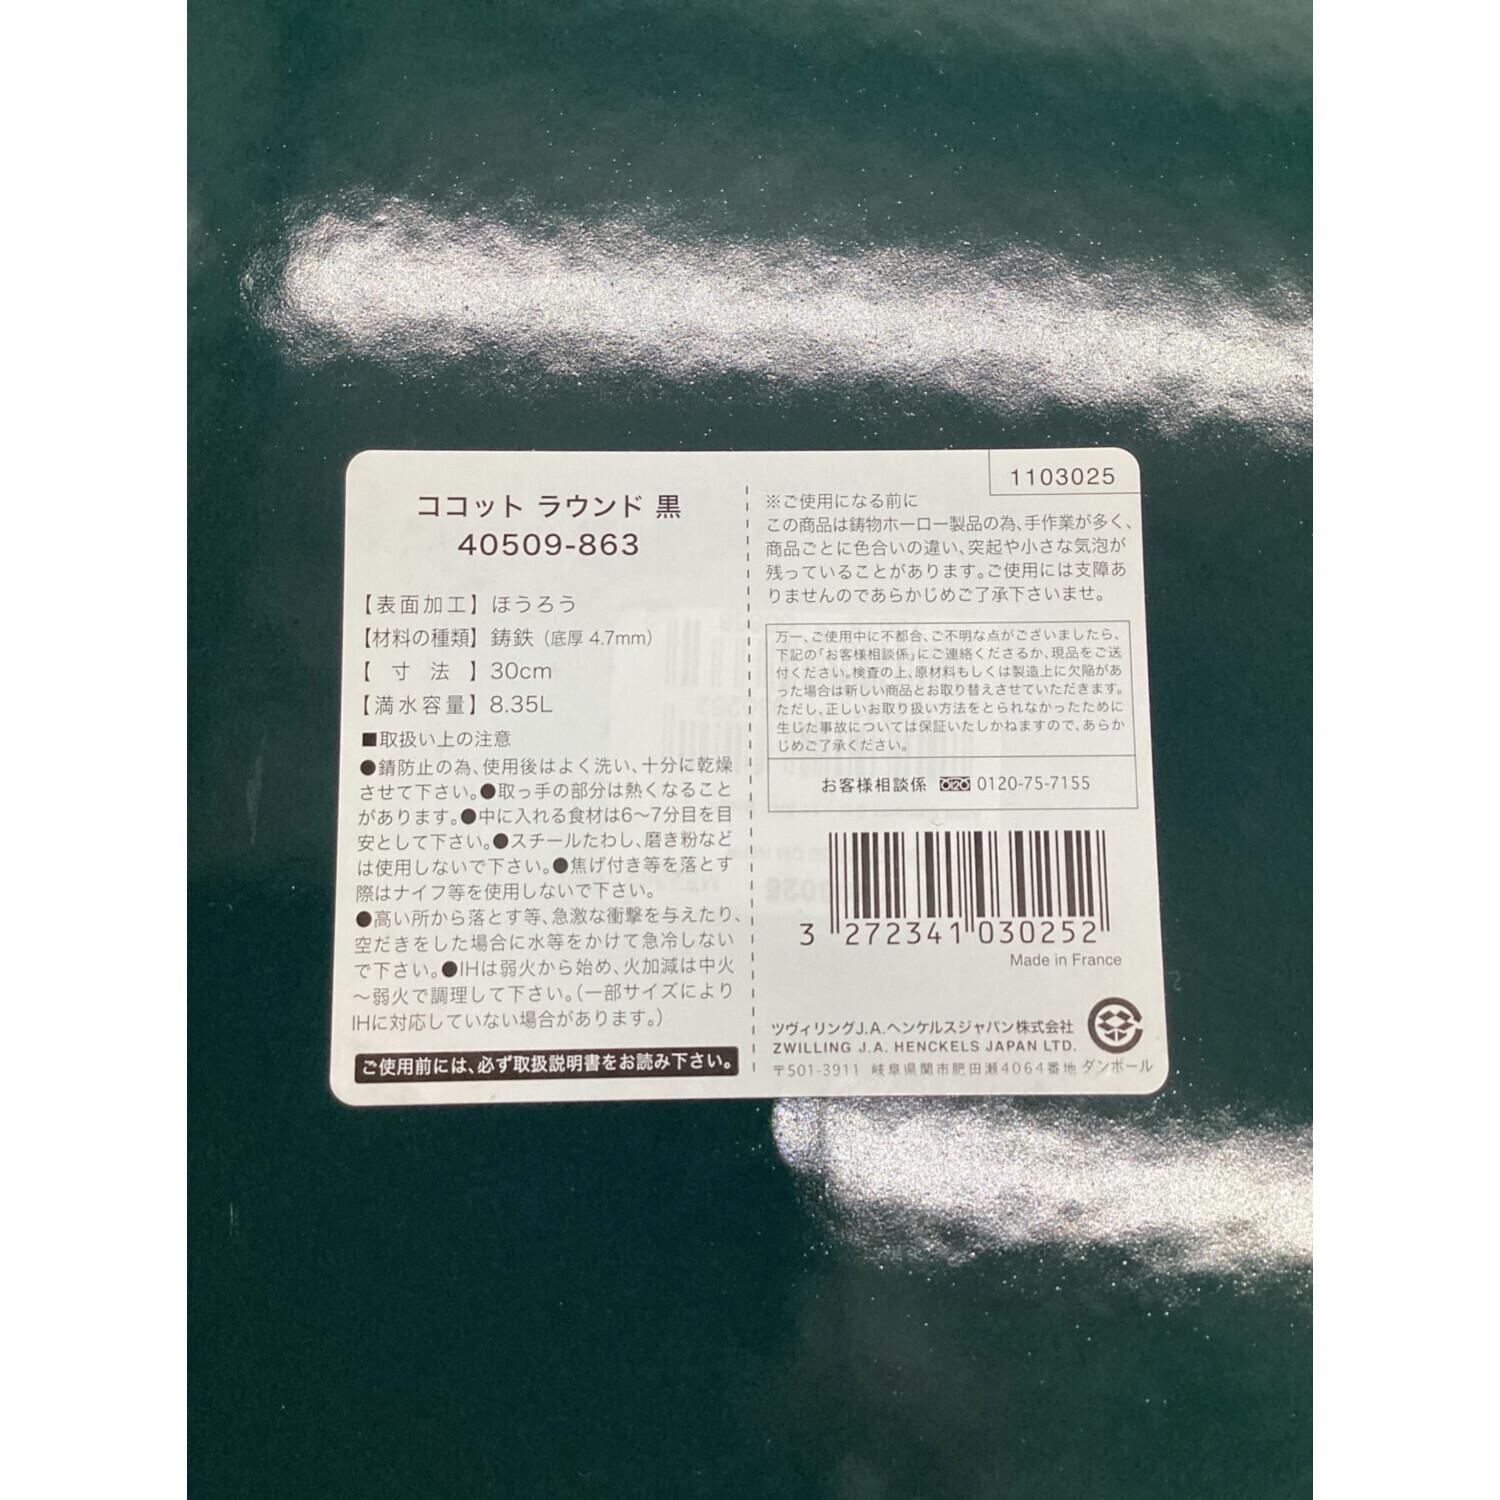 ココット ラウンド 黒
40509-863
【表面加工】ほうろう
【材料の種類】鋳鉄（底厚 4.7mm）
【 寸 法 】30cm
【満水容量】8.35L
■取扱い上の注意
●錆防止の為、使用後はよく洗い、十分に乾燥
させて下さい。●取っ手の部分は熱くなること
があります。●中に入れる食材は6～7分目を目
安として下さい。●スチールたわし、磨き粉など
は使用しないで下さい。●焦げ付き等を落とす
際はナイフ等を使用しないで下さい。
●高い所から落とす等、急激な衝撃を与えたり、
空だきをした場合に水等をかけて急冷しない
で下さい。●IHは弱火から始め、火加減は中火
～弱火で調理して下さい。（一部サイズにより
IHに対応していない場合があります。）
ご使用前には、必ず取扱説明書をお読み下さい。
1103025
※ご使用になる前に
この商品は鋳物ホーロー製品の為、手作業が多く、
商品ごとに色合いの違い、突起や小さな気泡が
残っていることがあります。ご使用には支障あ
りませんのであらかじめご了承下さいませ。
万一、ご使用中に不都合、ご不明な点がございましたら、
下記の「お客様相談係」にご連絡くださるか、現品をご送
付ください。検査の上、原材料もしくは製造上に欠陥があ
った場合は新しい商品とお取り替えさせていただきます。
ただし、正しいお取り扱い方法をとられなかったために
生じた事故については保証いたしかねますので、あらか
じめご了承ください。
お客様相談係 0120-75-7155
3 272341 030252
Made in France
ツヴィリングJ.A.ヘンケルスジャパン株式会社
ZWILLING J.A. HENCKELS JAPAN LTD.
〒501-3911 岐阜県関市肥田瀬4064番地 ダンボール